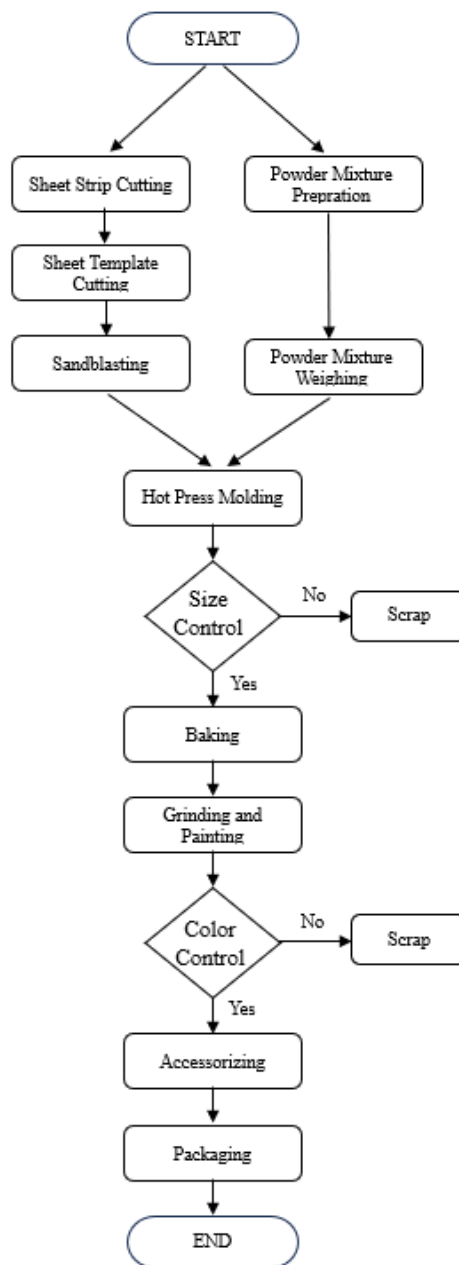 START
Sheet Strip Cutting
Powder Mixture
Prepration
Sheet Template
Cutting
Sandblasting
Powder Mixture
Weighing
Hot Press Molding
Size
Control
No
Scrap
Yes
Baking
Grinding and
Painting
Color
Control
No
Scrap
Yes
Accessorizing
Packaging
END